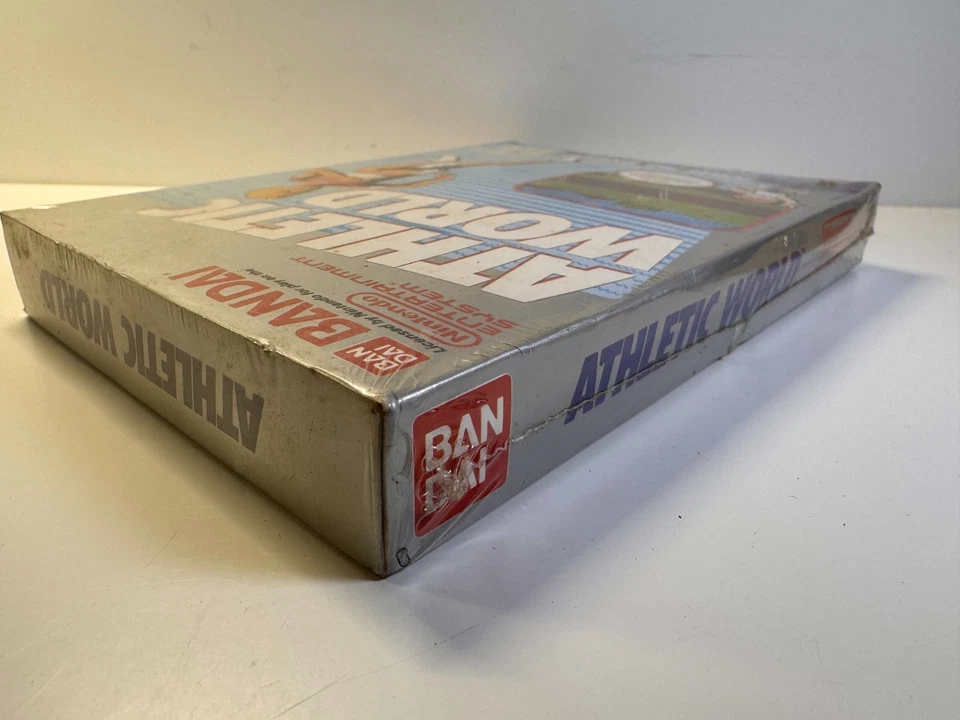 ATHLETIC
WORLD
BANDAI
Licensed by Nintendo for play on the
Nintendo
ENTERTAINMENT
SYSTEM
BAN
DAI
ATHLETIC WORLD
BAN
DAI
ATHLETIC WORLD